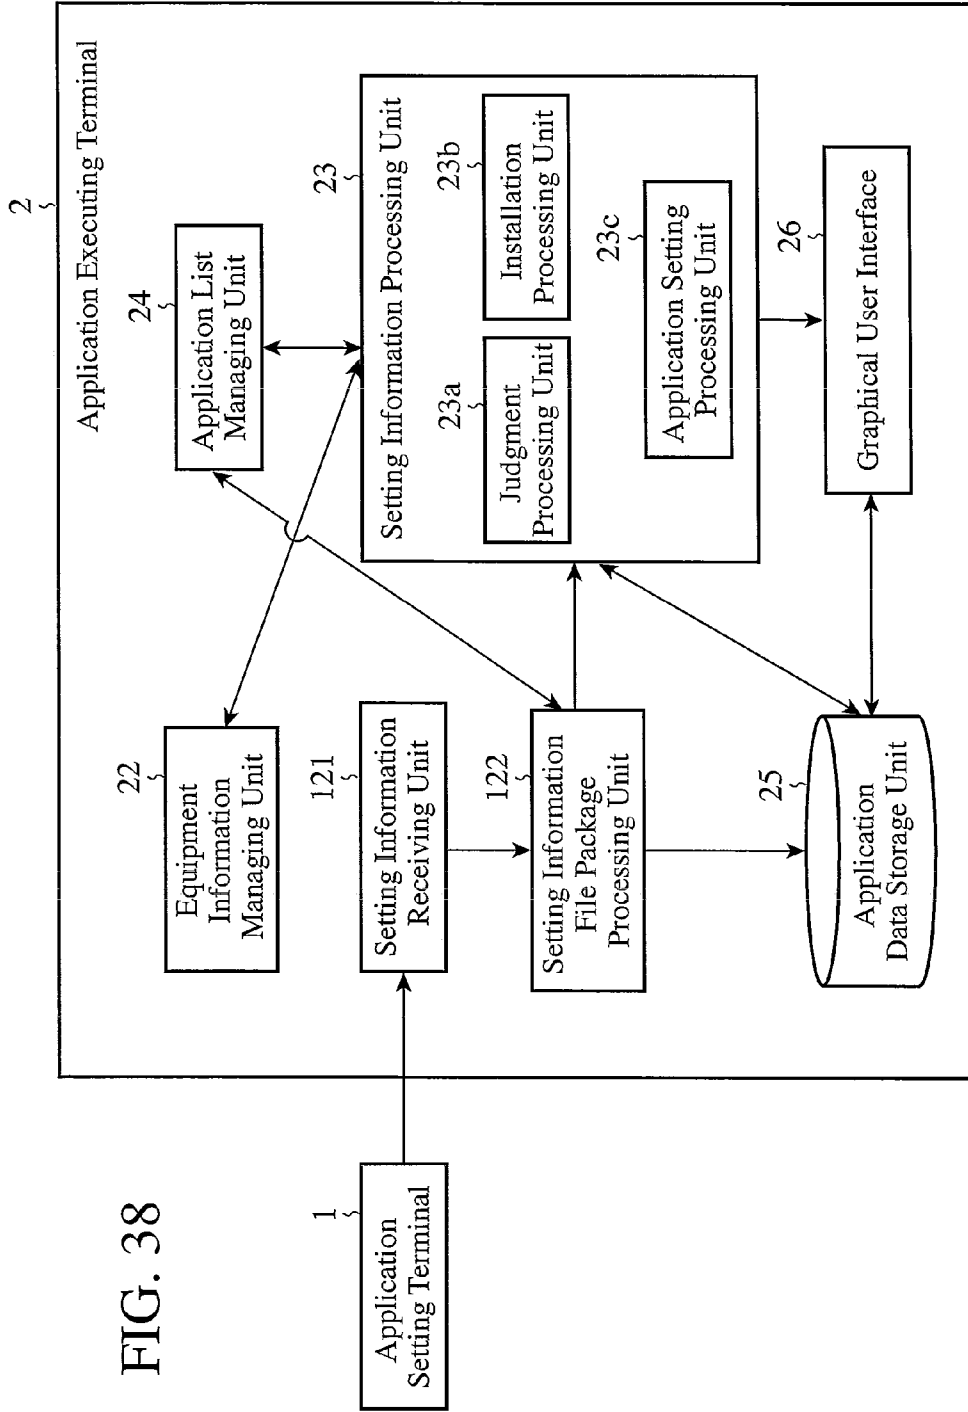 FIG. 38
2
Application Executing Terminal
1
Application
Setting Terminal
22
Equipment
Information
Managing Unit
24
Application List
Managing Unit
121
Setting Information
Receiving Unit
23
Setting Information Processing Unit
23a
Judgment
Processing Unit
23b
Installation
Processing Unit
23c
Application Setting
Processing Unit
122
Setting Information
File Package
Processing Unit
25
Application
Data Storage Unit
26
Graphical User Interface